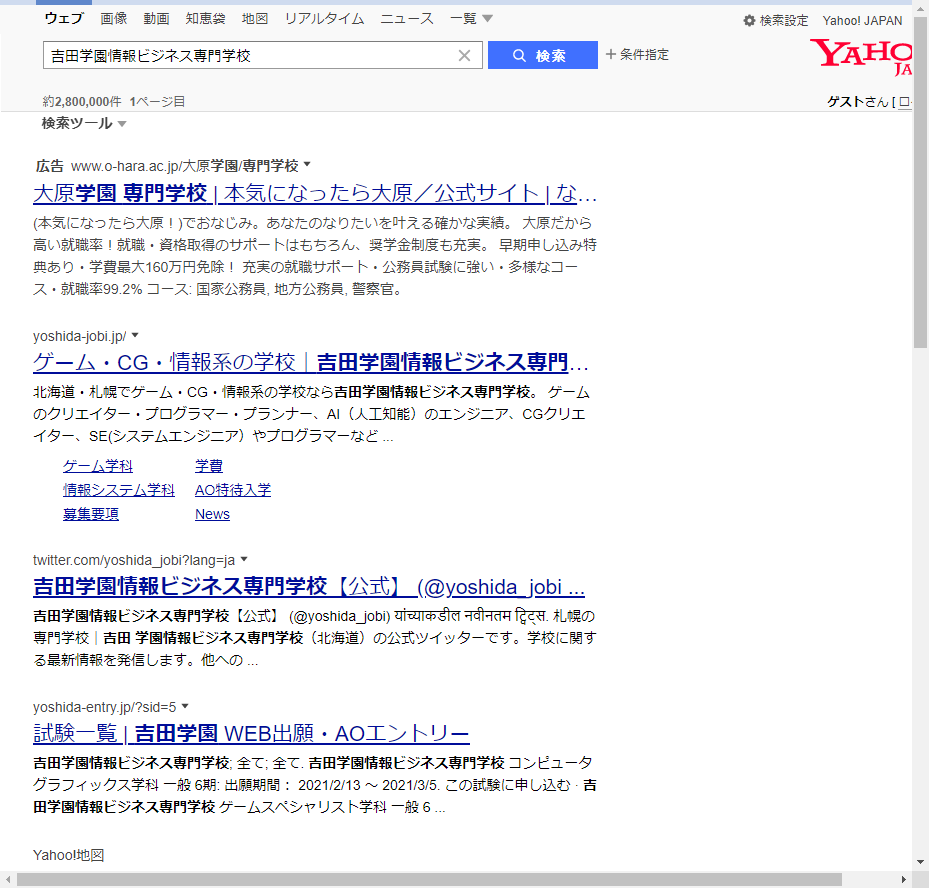 ウェブ 画像 動画 知恵袋 地図 リアルタイム ニュース 一覧 検索設定 Yahoo! JAPAN
吉田学園情報ビジネス専門学校 検索 条件指定
約2,800,000件 1ページ目
ゲストさん [
検索ツール
広告 www.o-hara.ac.jp/大原学園/専門学校
大原学園 専門学校 | 本気になったら大原／公式サイト | な...
(本気になったら大原！)でおなじみ。あなたのなりたいを叶える確かな実績。 大原だから
高い就職率！就職・資格取得のサポートはもちろん、奨学金制度も充実。 早期申し込み特
典あり・学費最大160万円免除！ 充実の就職サポート・公務員試験に強い・多様なコー
ス・就職率99.2% コース: 国家公務員, 地方公務員, 警察官。
yoshida-jobi.jp/
ゲーム・CG・情報系の学校｜吉田学園情報ビジネス専門...
北海道・札幌でゲーム・CG・情報系の学校なら吉田学園情報ビジネス専門学校。 ゲーム
のクリエイター・プログラマー・プランナー、AI（人工知能）のエンジニア、CGクリエ
イター、SE(システムエンジニア）やプログラマーなど ...
ゲーム学科 学費
情報システム学科 AO特待入学
募集要項 News
twitter.com/yoshida_jobi?lang=ja
吉田学園情報ビジネス専門学校【公式】 (@yoshida_jobi ...
吉田学園情報ビジネス専門学校【公式】 (@yoshida_jobi) यांच्याकडील नवीनतम ट्विट्स. 札幌の
専門学校｜吉田 学園情報ビジネス専門学校（北海道）の公式ツイッターです。学校に関す
る最新情報を発信します。他への ...
yoshida-entry.jp/?sid=5
試験一覧 | 吉田学園 WEB出願・AOエントリー
吉田学園情報ビジネス専門学校; 全て; 全て. 吉田学園情報ビジネス専門学校 コンピュータ
グラフィックス学科 一般 6期: 出願期間： 2021/2/13 ～ 2021/3/5. この試験に申し込む · 吉
田学園情報ビジネス専門学校 ゲームスペシャリスト学科 一般 6 ...
Yahoo!地図